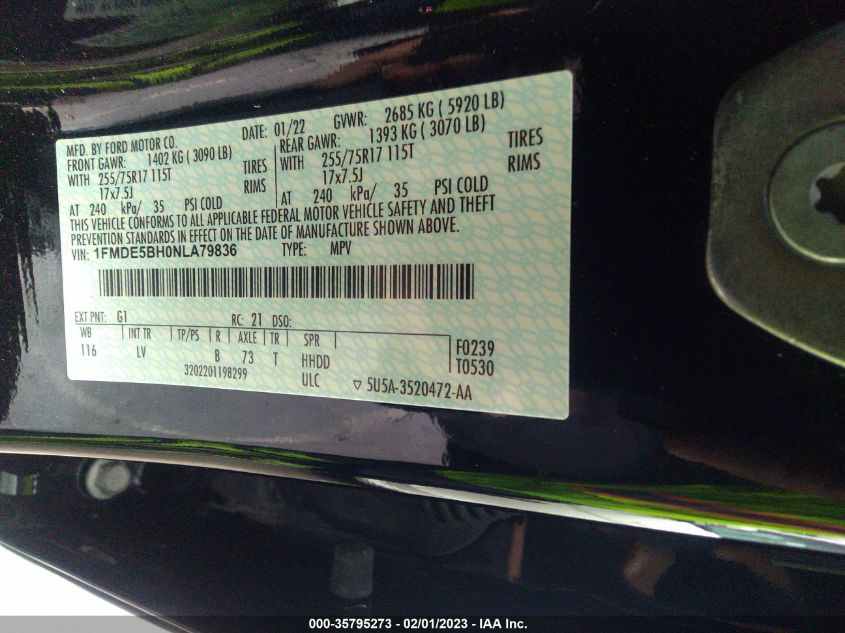 MFD. BY FORD MOTOR CO.
DATE: 01/22 GVWR: 2685 KG ( 5920 LB)
FRONT GAWR: 1402 KG ( 3090 LB) REAR GAWR: 1393 KG ( 3070 LB)
WITH 255/75R17 115T TIRES WITH 255/75R17 115T TIRES
17x7.5J RIMS 17x7.5J RIMS
AT 240 kPa/ 35 PSI COLD AT 240 kPa/ 35 PSI COLD
THIS VEHICLE CONFORMS TO ALL APPLICABLE FEDERAL MOTOR VEHICLE SAFETY AND THEFT
PREVENTION STANDARDS IN EFFECT ON THE DATE OF MANUFACTURE SHOWN ABOVE.
VIN: 1FMDE5BH0NLA79836 TYPE: MPV
EXT PNT: G1 RC: 21 DSO:
WB INT TR TP/PS R AXLE TR SPR
116 LV B 73 T HHDD
3202201198299 ULC
F0239
T0530
5U5A-3520472-AA
000-35795273 - 02/01/2023 - IAA Inc.